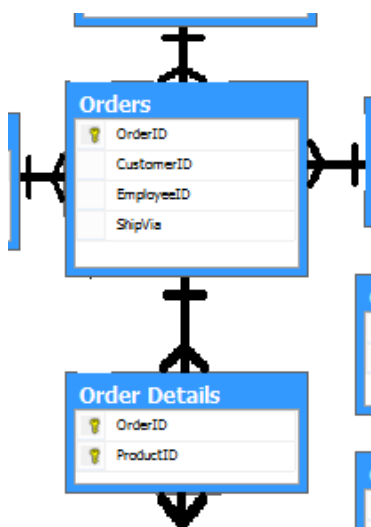 Orders
OrderID
CustomerID
EmployeeID
ShipVia
Order Details
OrderID
ProductID